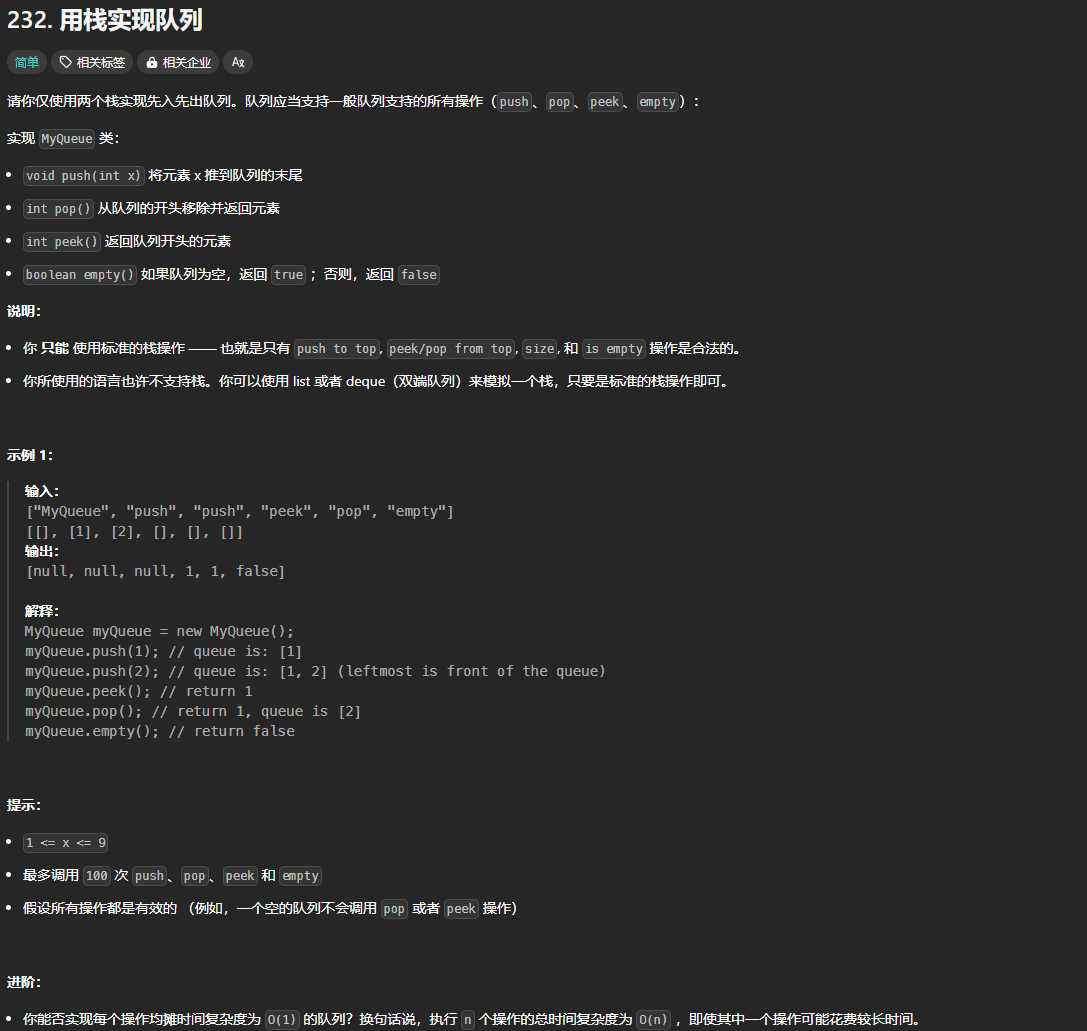 232. 用栈实现队列
简单 相关标签 相关企业 Aⲁ
请你仅使用两个栈实现先入先出队列。队列应当支持一般队列支持的所有操作（push、pop、peek、empty）：
实现 MyQueue 类：
• void push(int x) 将元素 x 推到队列的末尾
• int pop() 从队列的开头移除并返回元素
• int peek() 返回队列开头的元素
• boolean empty() 如果队列为空，返回 true ；否则，返回 false
说明：
• 你 只能 使用标准的栈操作 —— 也就是只有 push to top, peek/pop from top, size, 和 is empty 操作是合法的。
• 你所使用的语言也许不支持栈。你可以使用 list 或者 deque（双端队列）来模拟一个栈，只要是标准的栈操作即可。
示例 1：
输入：
["MyQueue", "push", "push", "peek", "pop", "empty"]
[[], [1], [2], [], [], []]
输出：
[null, null, null, 1, 1, false]
解释：
MyQueue myQueue = new MyQueue();
myQueue.push(1); // queue is: [1]
myQueue.push(2); // queue is: [1, 2] (leftmost is front of the queue)
myQueue.peek(); // return 1
myQueue.pop(); // return 1, queue is [2]
myQueue.empty(); // return false
提示：
• 1 <= x <= 9
• 最多调用 100 次 push、pop、peek 和 empty
• 假设所有操作都是有效的 （例如，一个空的队列不会调用 pop 或者 peek 操作）
进阶：
• 你能否实现每个操作均摊时间复杂度为 O(1) 的队列？换句话说，执行 n 个操作的总时间复杂度为 O(n) ，即使其中一个操作可能花费较长时间。